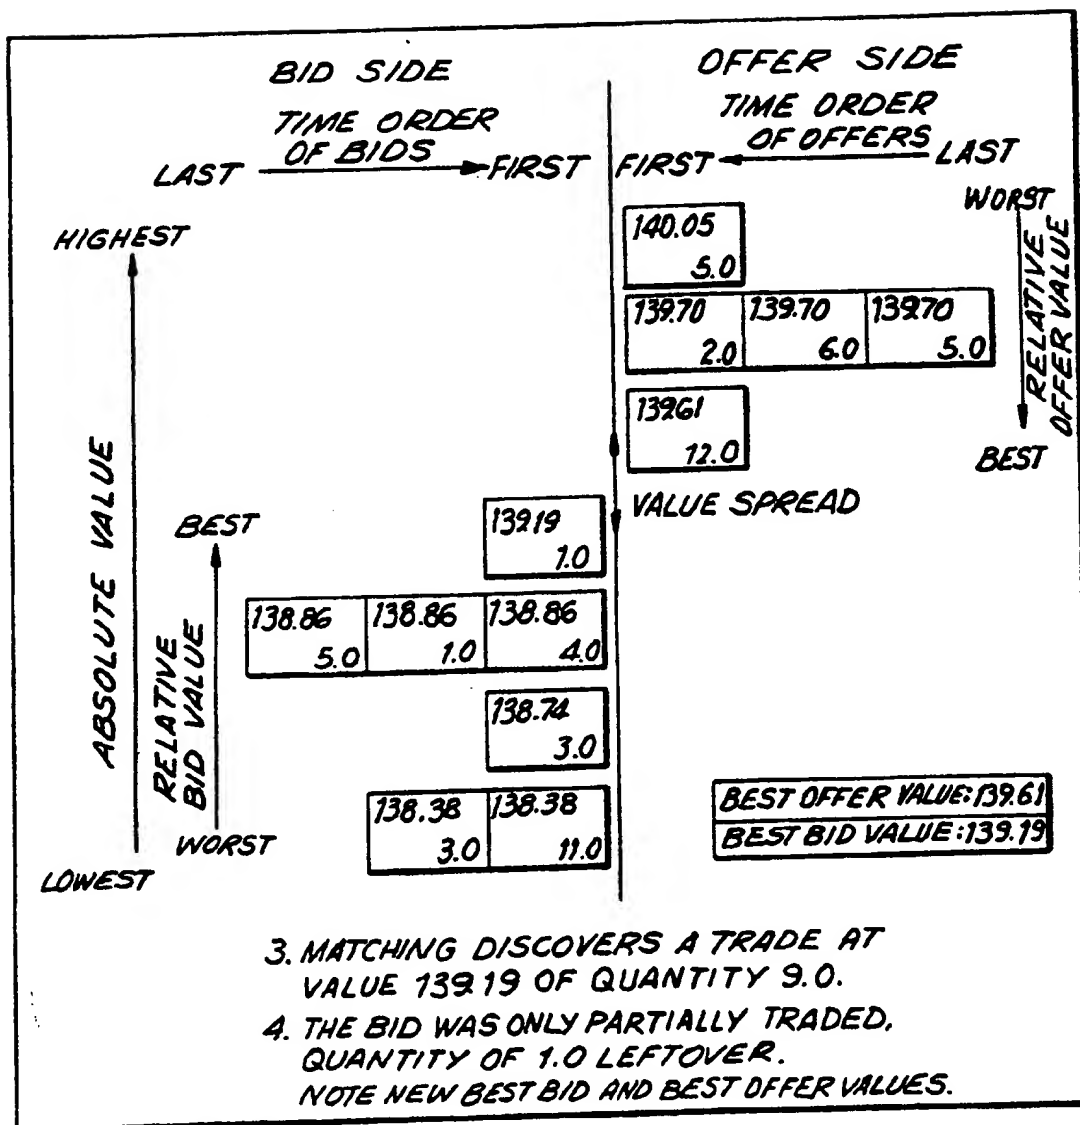 BID SIDE
OFFER SIDE
TIME ORDER
OF BIDS
LAST
FIRST
TIME ORDER
OF OFFERS
FIRST
LAST
WORST
RELATIVE
OFFER VALUE
BEST
HIGHEST
ABSOLUTE VALUE
LOWEST
140.05
5.0
139.70 139.70 139.70
2.0 6.0 5.0
139.61
12.0
VALUE SPREAD
BEST
RELATIVE
BID VALUE
WORST
139.19
1.0
138.86 138.86 138.86
5.0 1.0 4.0
138.74
3.0
138.38 138.38
3.0 11.0
BEST OFFER VALUE:139.61
BEST BID VALUE:139.19
3. MATCHING DISCOVERS A TRADE AT
VALUE 139.19 OF QUANTITY 9.0.
4. THE BID WAS ONLY PARTIALLY TRADED,
QUANTITY OF 1.0 LEFTOVER.
NOTE NEW BEST BID AND BEST OFFER VALUES.